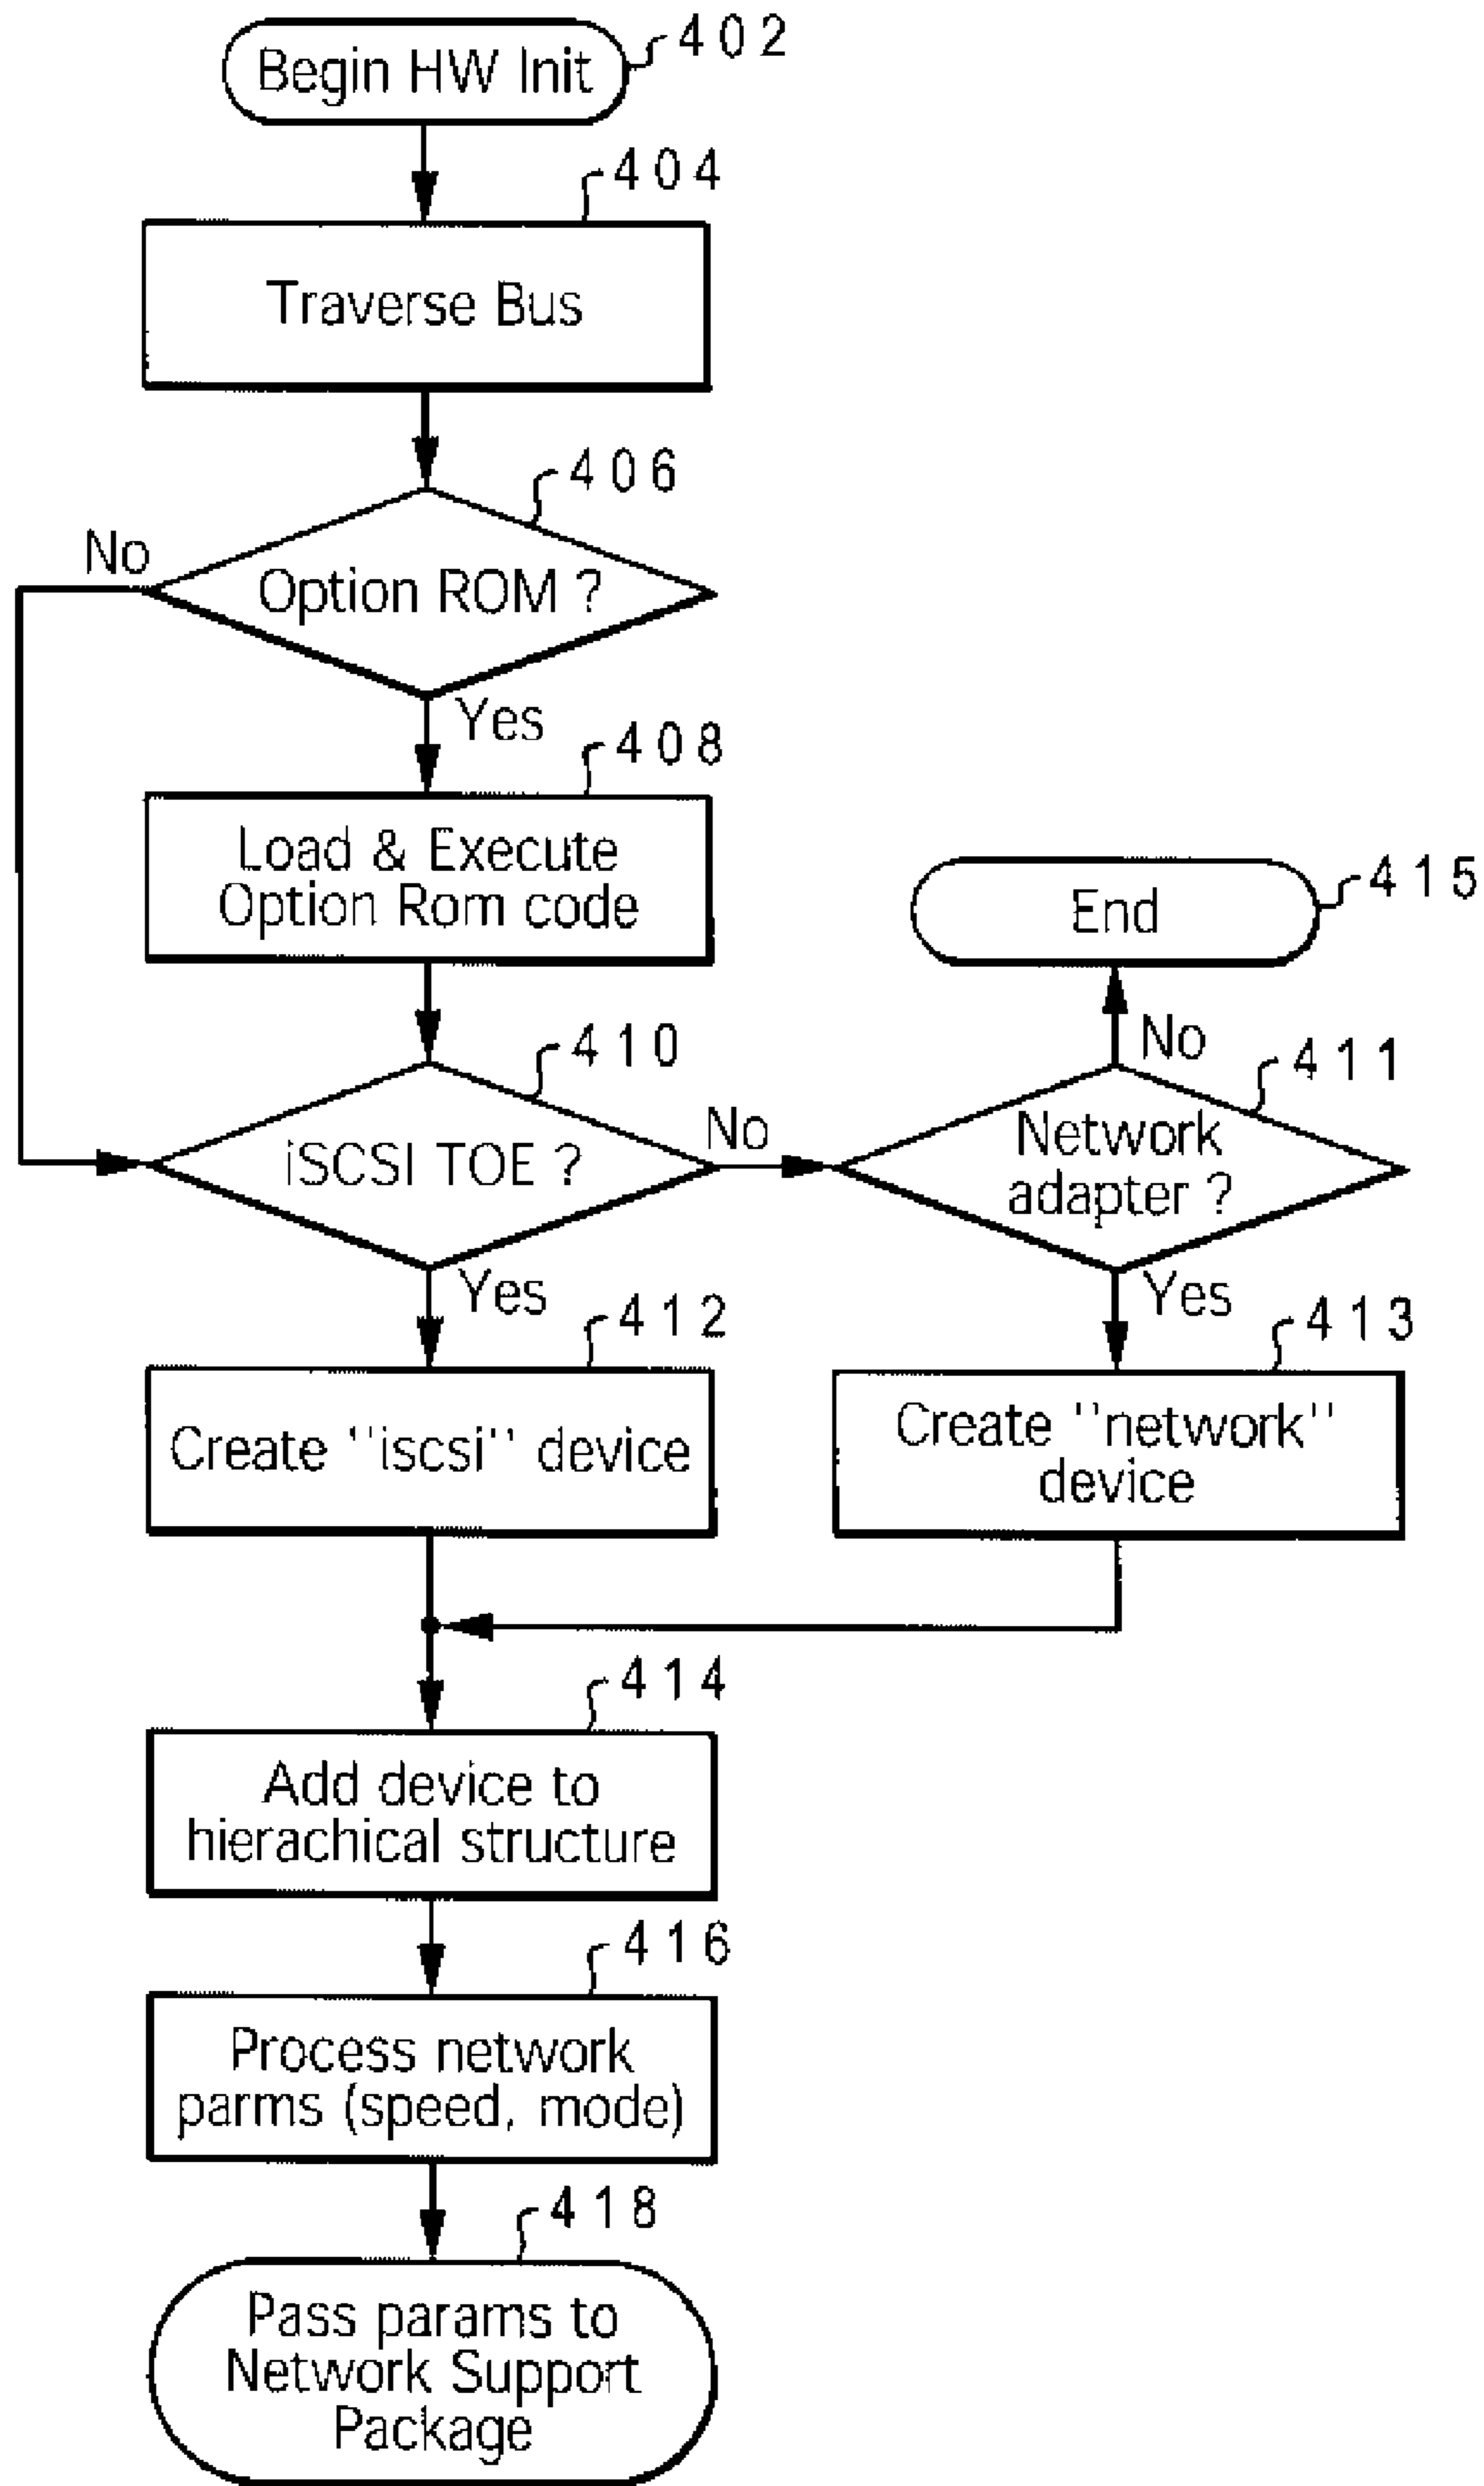 Begin HW Init
402
404
Traverse Bus
406
No
Option ROM ?
Yes
408
Load & Execute
Option Rom code
415
End
410
No
411
iSCSI TOE ?
No
Network
adapter ?
Yes
412
Yes
413
Create "iscsi" device
Create "network"
device
414
Add device to
hierachical structure
416
Process network
parms (speed, mode)
418
Pass params to
Network Support
Package